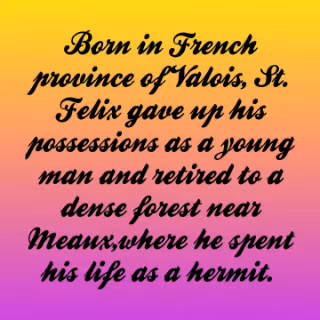 Born in French
province of Valois, St.
Felix gave up his
possessions as a young
man and retired to a
dense forest near
Meaux,where he spent
his life as a hermit.